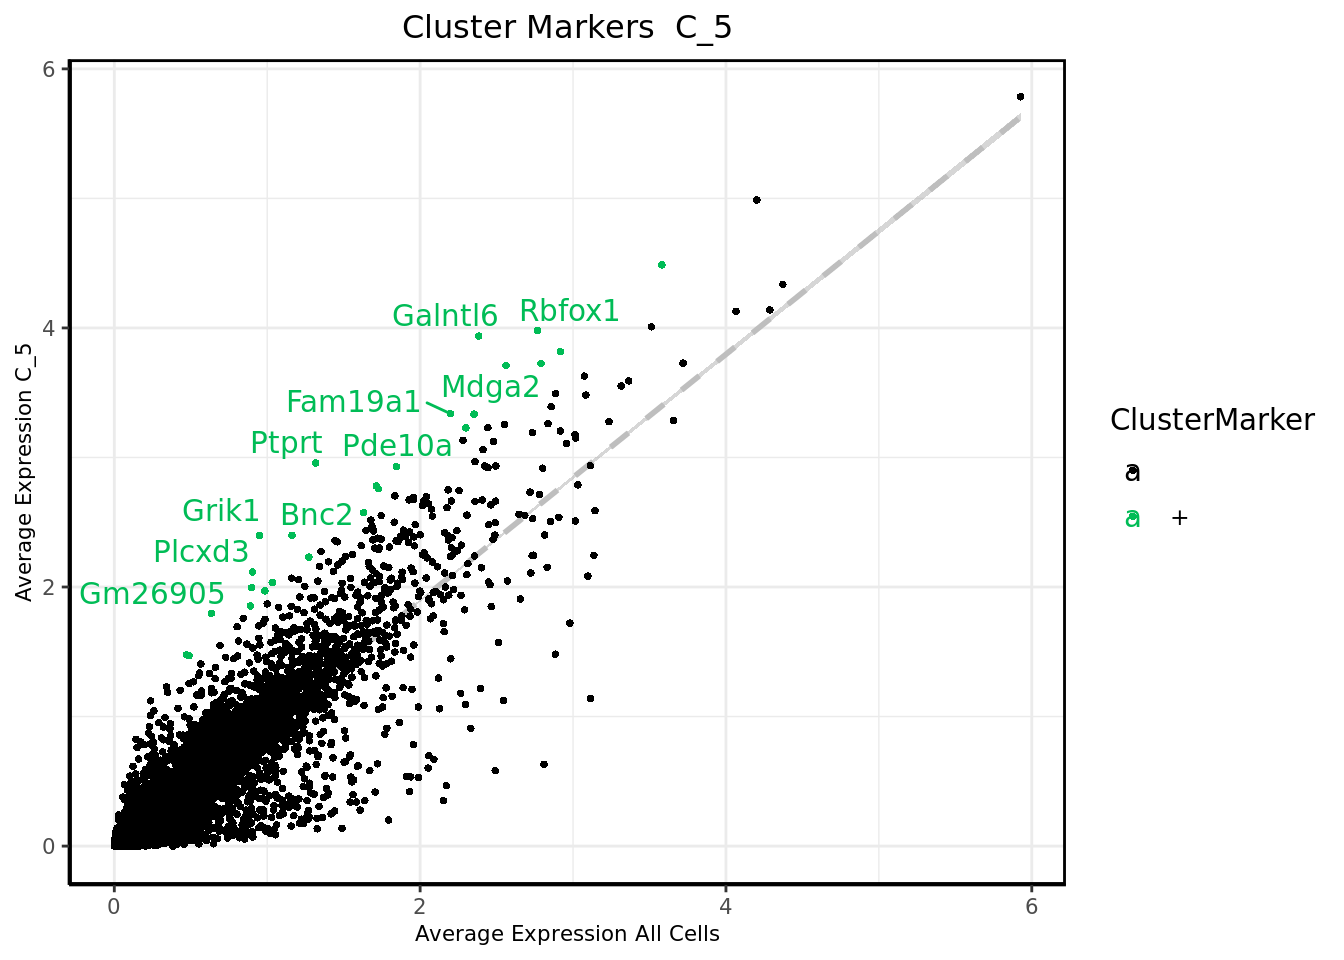 Cluster Markers  C_5
6
4
2
0
Average Expression C_5
Galntl6
Rbfox1
Mdga2
Fam19a1
Ptprt
Pde10a
Grik1
Bnc2
Plcxd3
Gm26905
0
2
4
6
Average Expression All Cells
ClusterMarker
a
a +